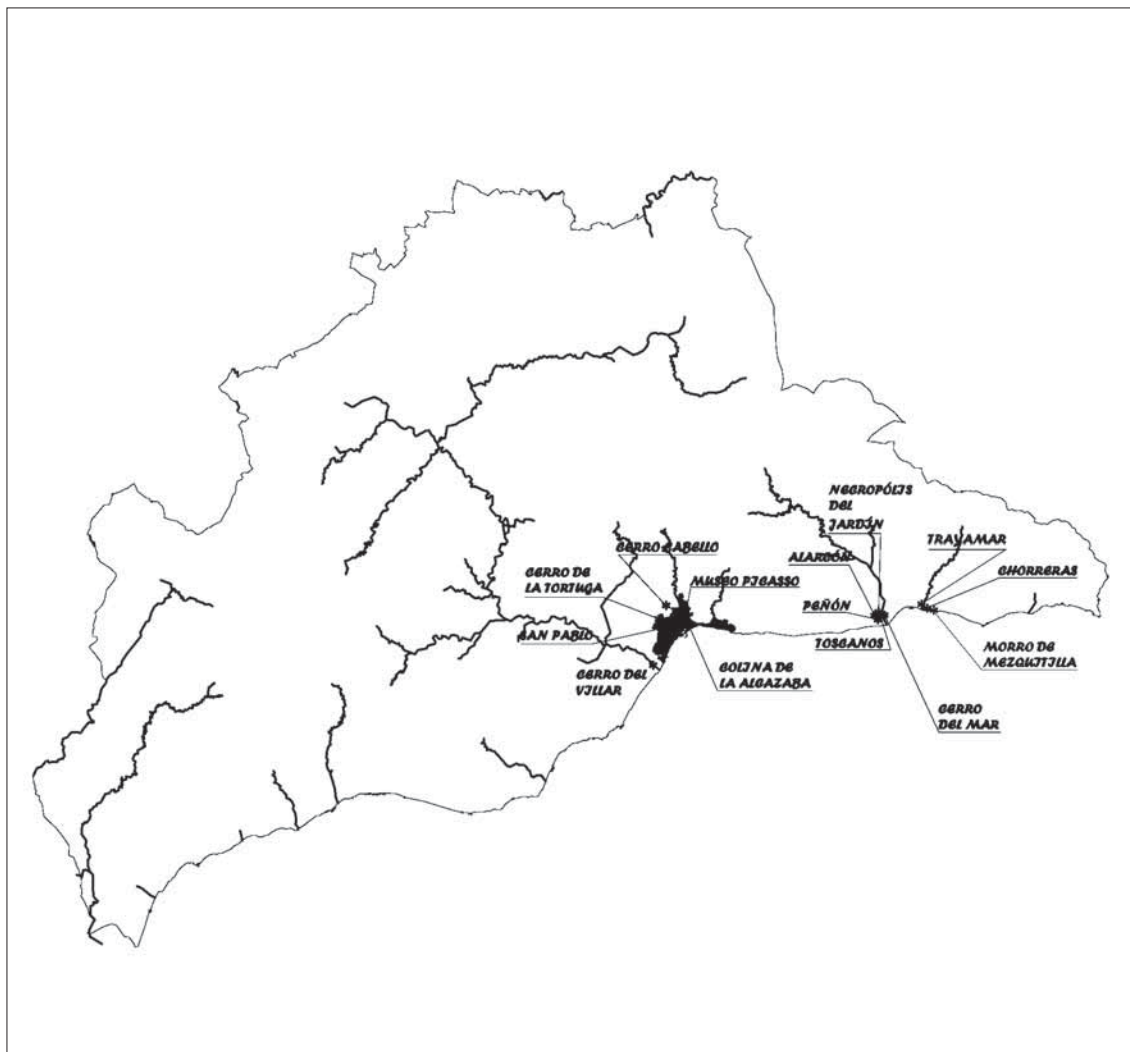 NECROPÓLIS
DEL
JARDÍN
CERRO CABELLO
ALARCÓN
TRAYAMAR
CERRO DE
LA TORTUGA
MUSEO PICASSO
CHORRERAS
PEÑÓN
SAN PABLO
TOSCANOS
MORRO DE
MEZQUITILLA
CERRO DEL
VILLAR
COLINA DE
LA ALCAZABA
CERRO
DEL MAR